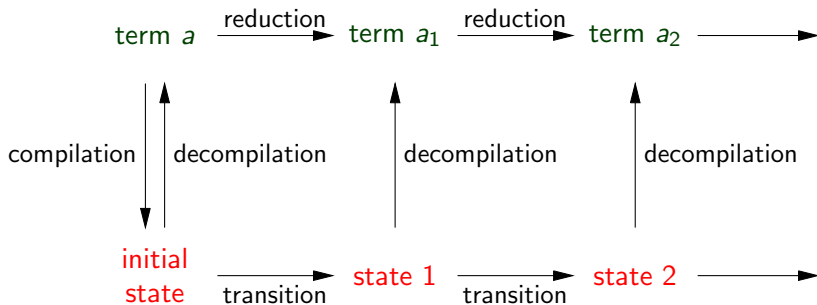 reduction reduction
term a term a₁ term a₂
compilation decompilation decompilation decompilation
initial
state
state 1 state 2
transition transition